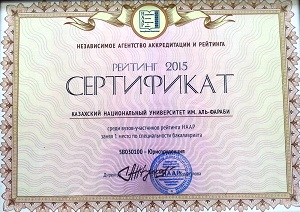 НЕЗАВИСИМОЕ АГЕНТСТВО АККРЕДИТАЦИИ И РЕЙТИНГА
РЕЙТИНГ 2015
СЕРТИФИКАТ
КАЗАХСКИЙ НАЦИОНАЛЬНЫЙ УНИВЕРСИТЕТ ИМ. АЛЬ-ФАРАБИ
среди вузов-участников рейтинга НААР
занял 1 место по специальности бакалавриата
5В030100 – Юриспруденция
Директор НААР